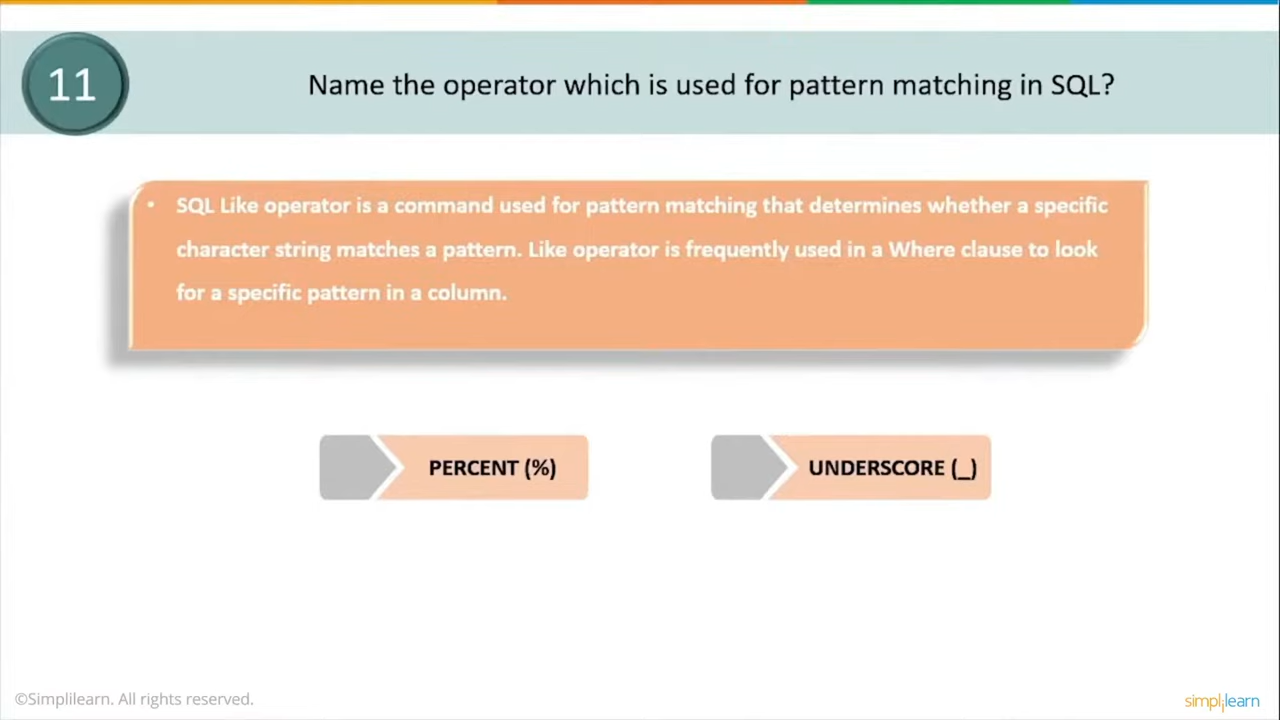 11
Name the operator which is used for pattern matching in SQL?
• SQL Like operator is a command used for pattern matching that determines whether a specific
character string matches a pattern. Like operator is frequently used in a Where clause to look
for a specific pattern in a column.
PERCENT (%)
UNDERSCORE (_)
©Simplilearn. All rights reserved.
simplilearn